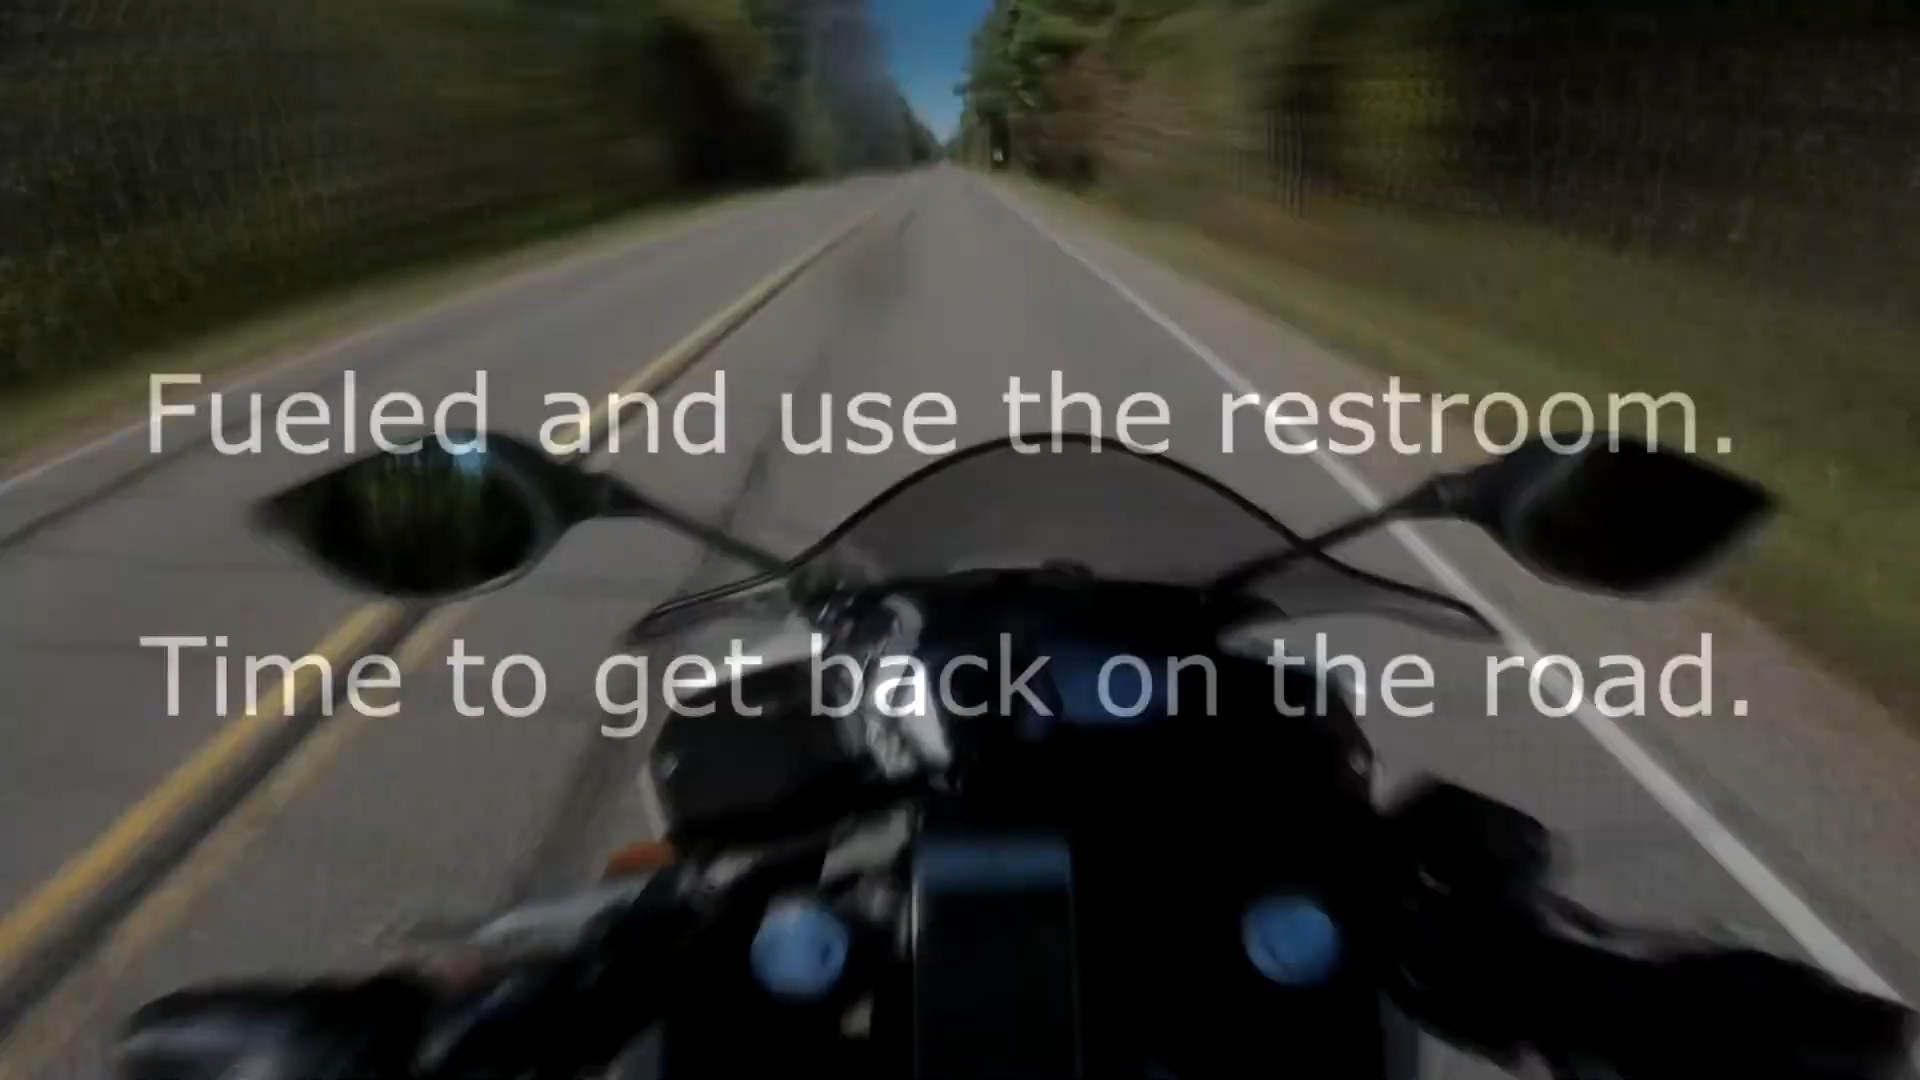 Fueled and use the restroom.
Time to get back on the road.